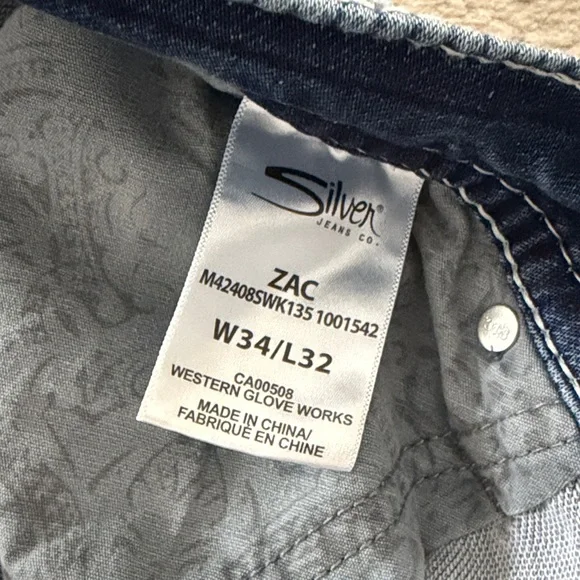 Silver®
JEANS CO.
ZAC
M42408SWK135 1001542
W34/L32
CA00508
WESTERN GLOVE WORKS
MADE IN CHINA/
FABRIQUÉ EN CHINE